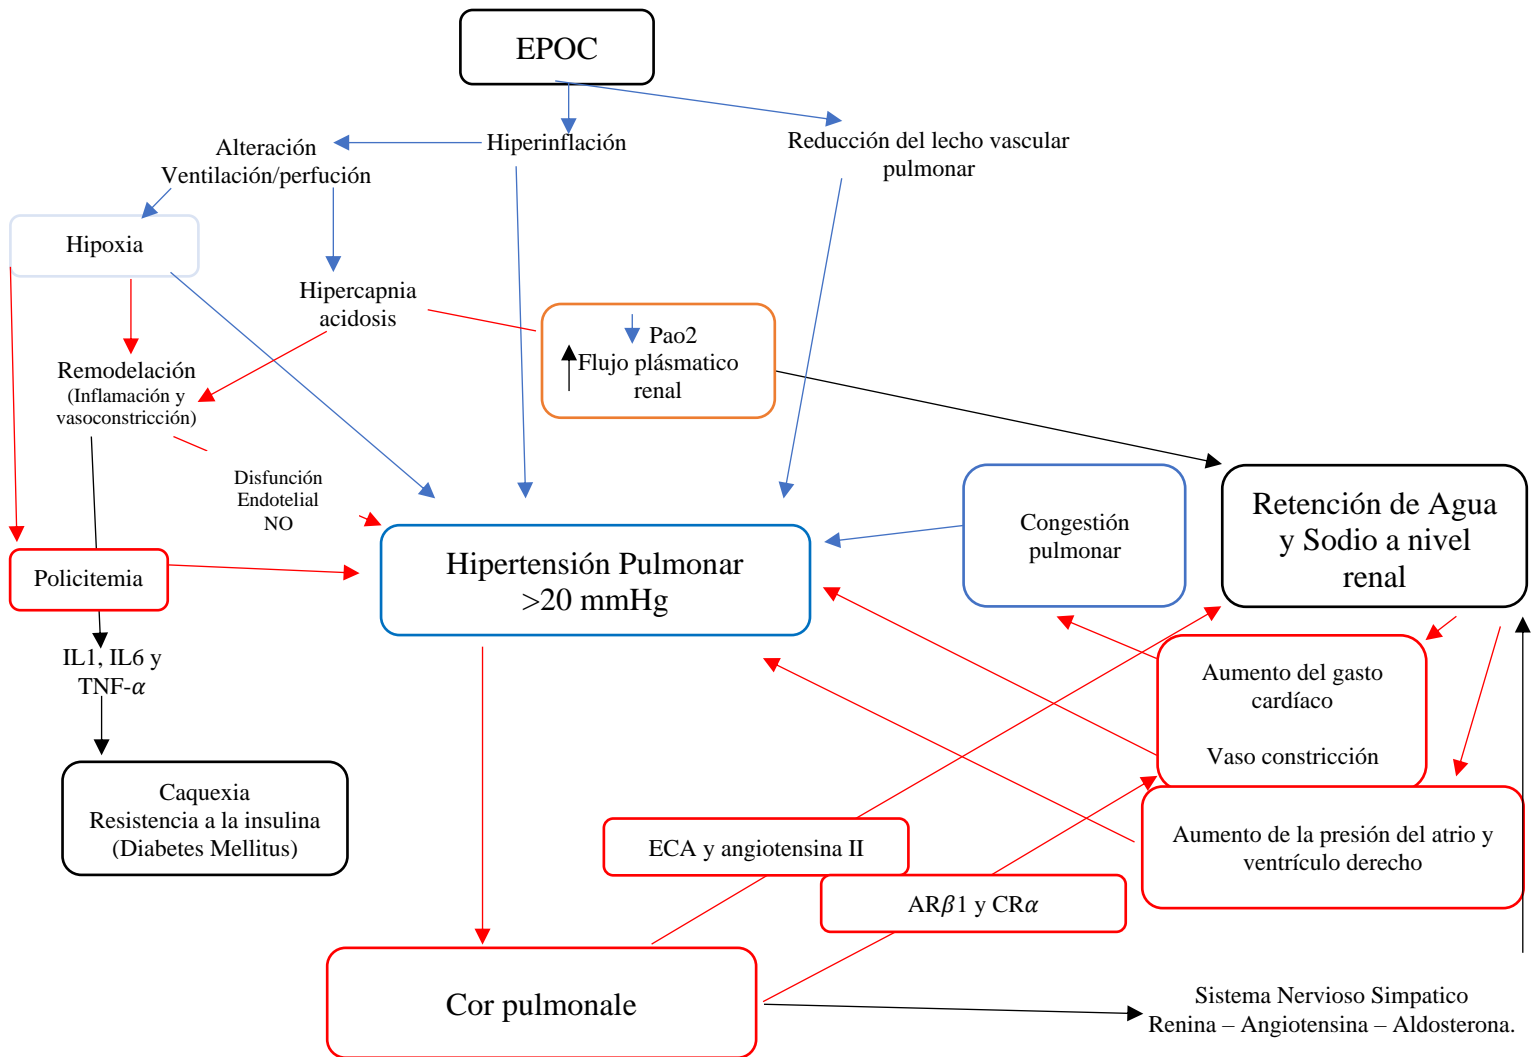 EPOC
Hiperinflación
Reducción del lecho vascular
pulmonar
Alteración
Ventilación/perfución
Hipoxia
Hipercapnia
acidosis
Pao2
Flujo plásmatico
renal
Remodelación
(Inflamación y
vasoconstricción)
Disfunción
Endotelial
NO
Congestión
pulmonar
Retención de Agua
y Sodio a nivel
renal
Hipertensión Pulmonar
>20 mmHg
Policitemia
IL1, IL6 y
TNF-𝛼
Aumento del gasto
cardíaco
Vaso constricción
Caquexia
Resistencia a la insulina
(Diabetes Mellitus)
ECA y angiotensina II
Aumento de la presión del atrio y
ventrículo derecho
AR𝛽1 y CR𝛼
Cor pulmonale
Sistema Nervioso Simpatico
Renina – Angiotensina – Aldosterona.